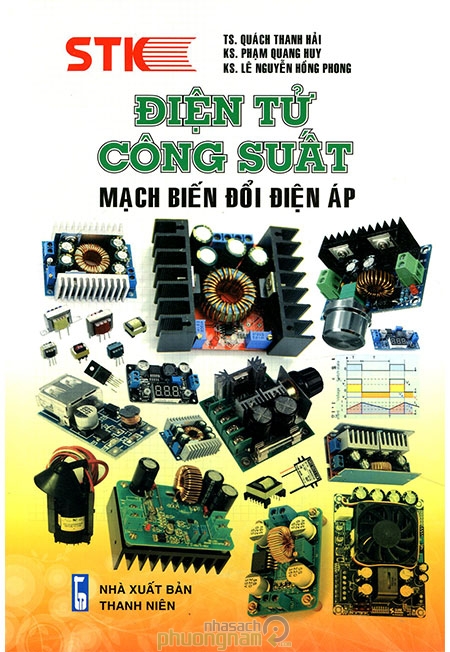 STK
TS. QUÁCH THANH HẢI
KS. PHẠM QUANG HUY
KS. LÊ NGUYỄN HỒNG PHONG
ĐIỆN TỬ
CÔNG SUẤT
MẠCH BIẾN ĐỔI ĐIỆN ÁP
NHÀ XUẤT BẢN
THANH NIÊN
nhasach
phuongnam